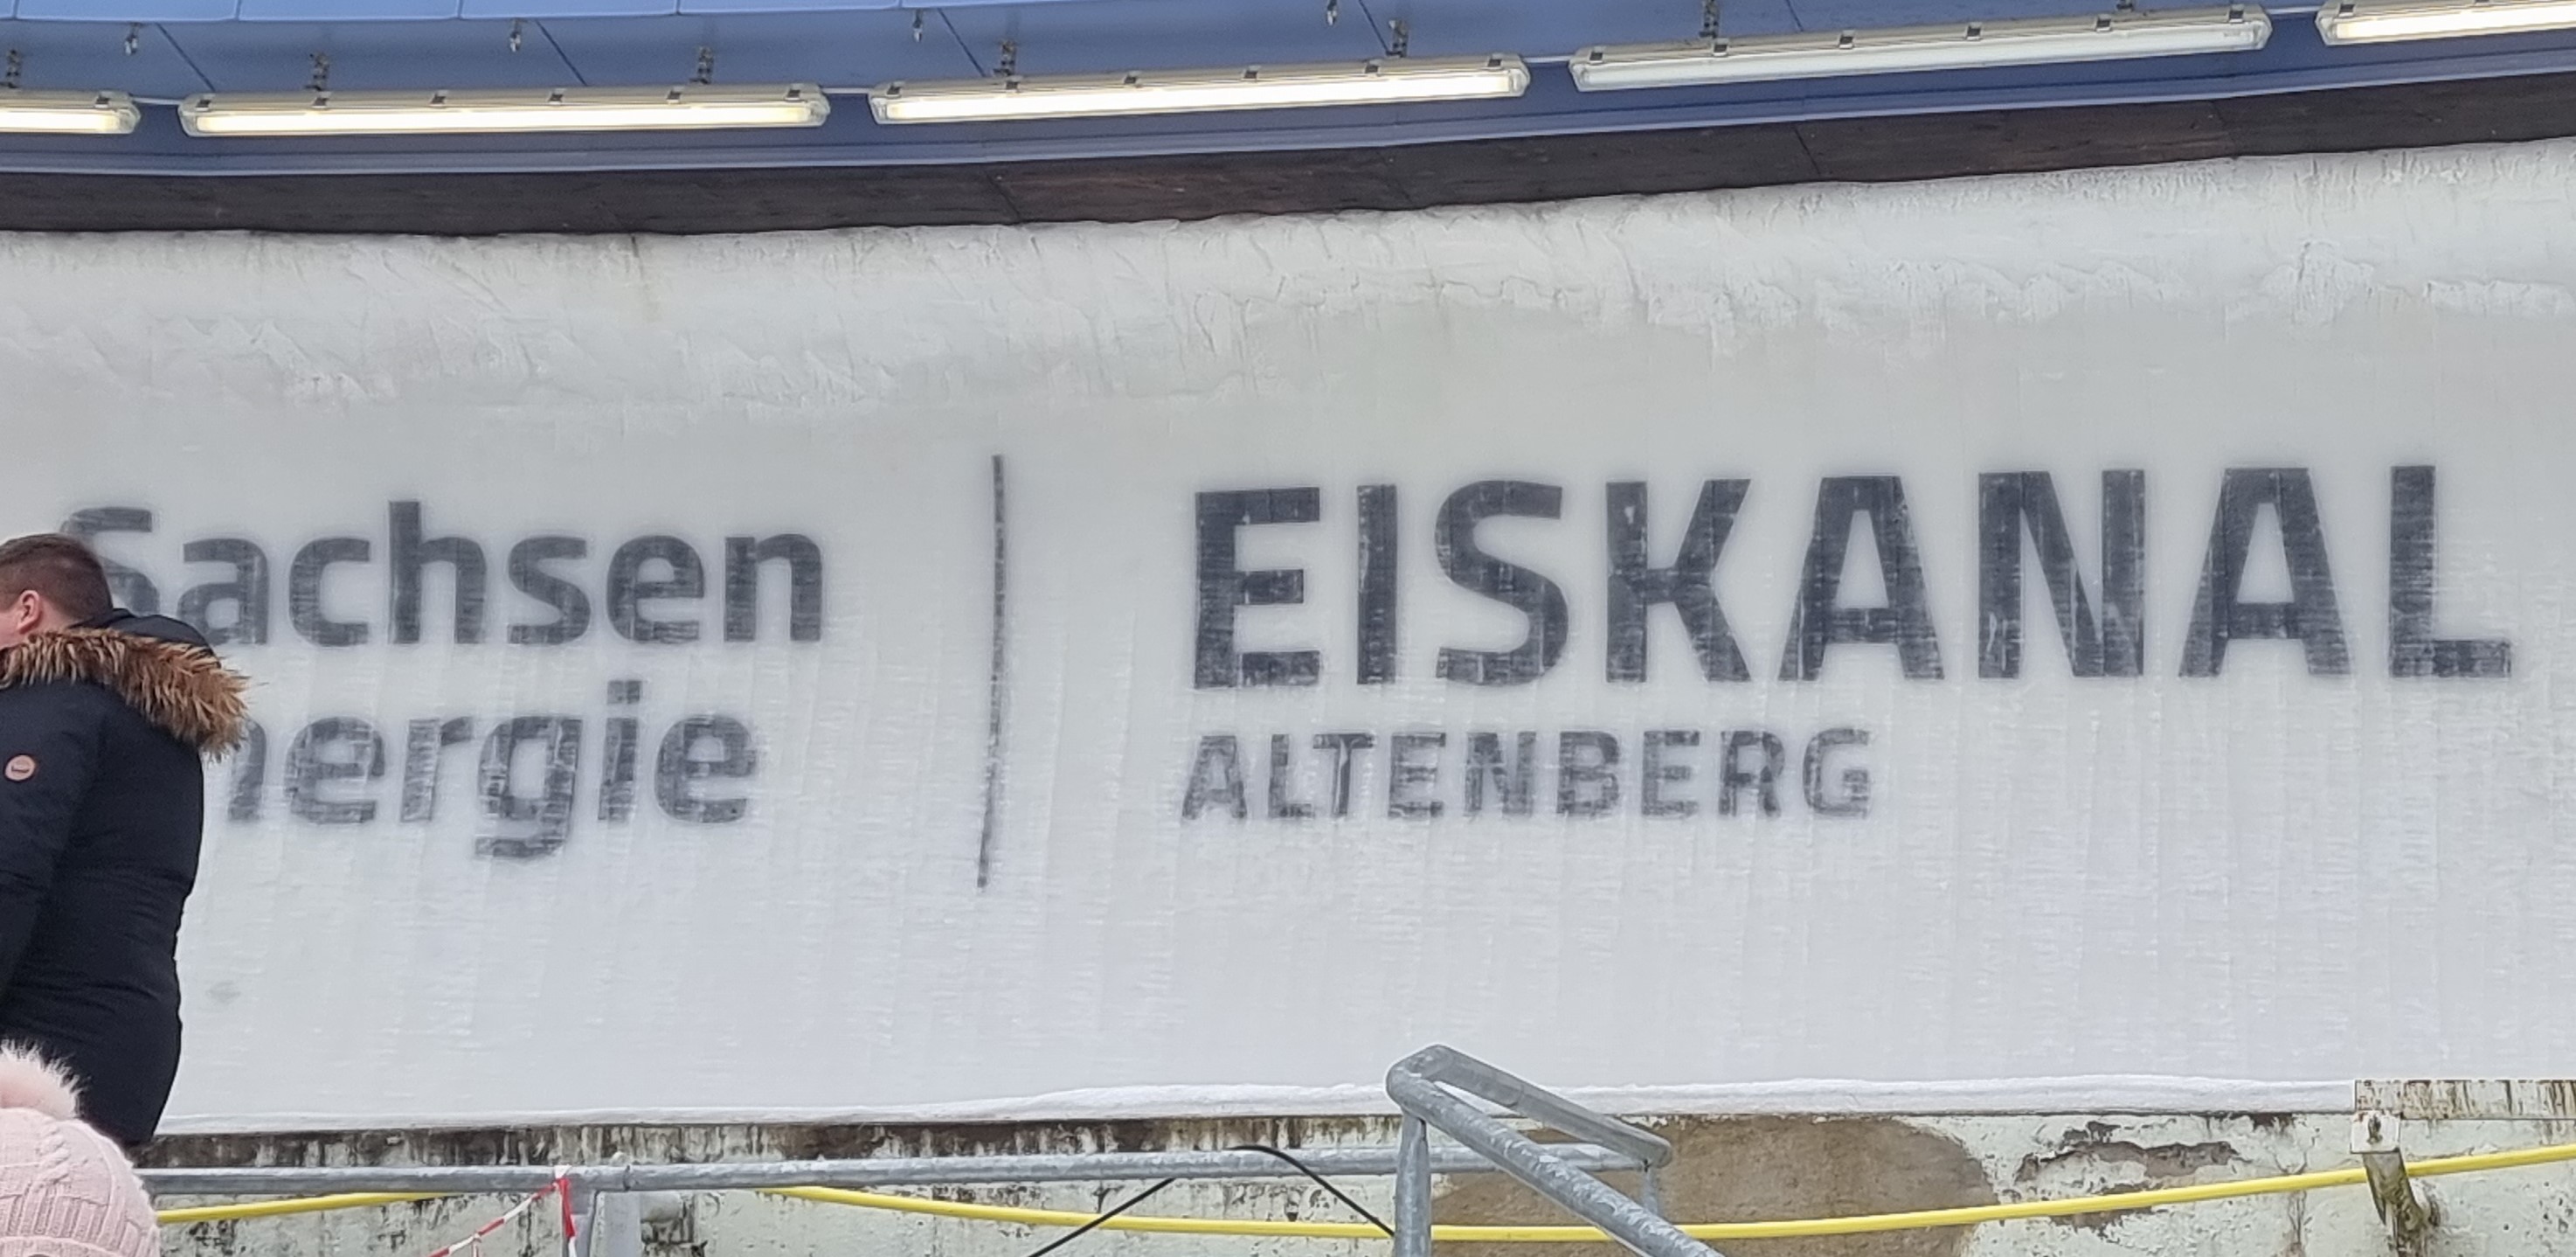 Sachsen
nergie
EISKANAL
ALTENBERG